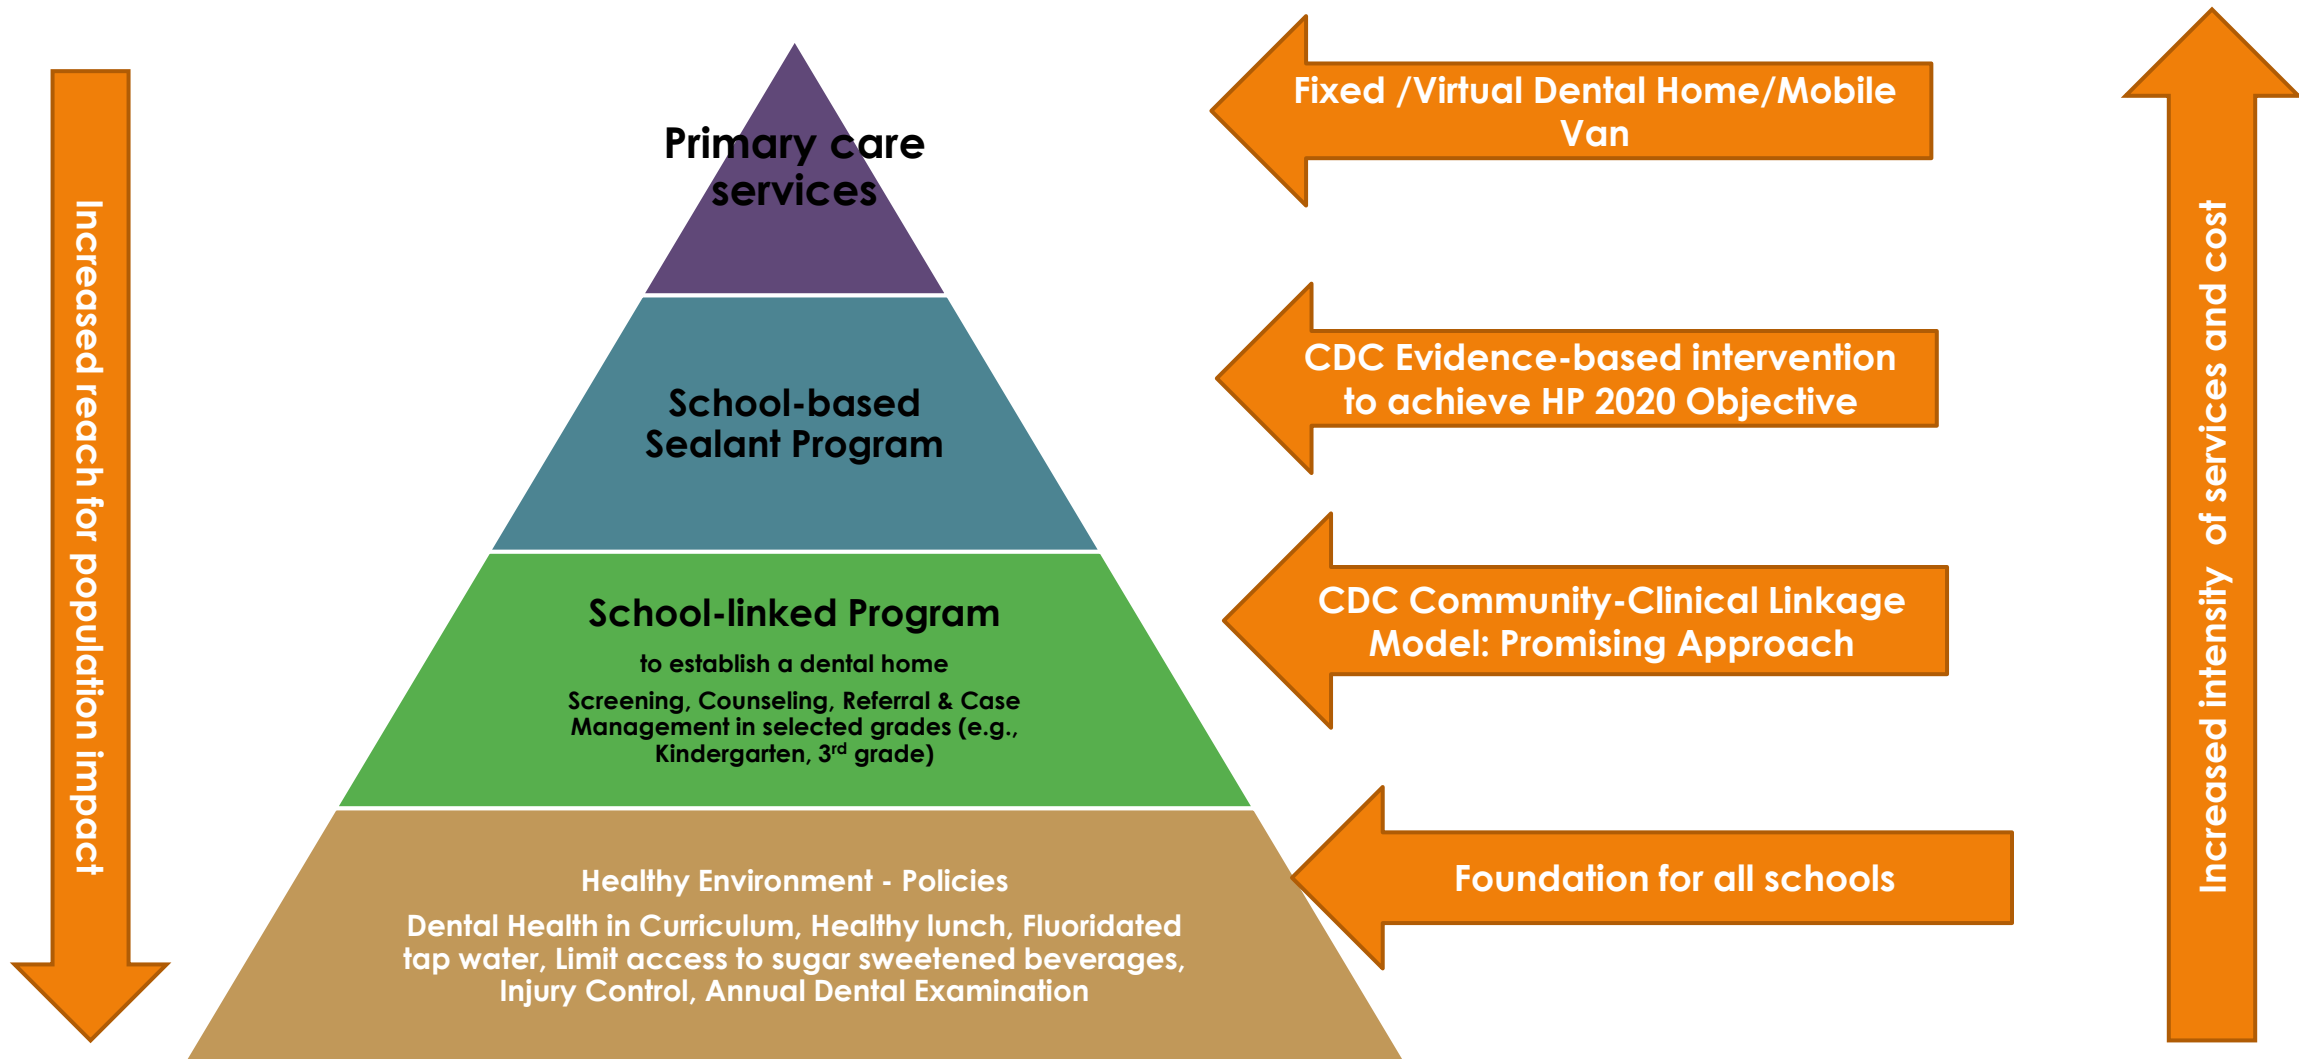 Increased reach for population impact
Primary care
services
School-based
Sealant Program
School-linked Program
to establish a dental home
Screening, Counseling, Referral & Case
Management in selected grades (e.g.,
Kindergarten, 3rd grade)
Healthy Environment - Policies
Dental Health in Curriculum, Healthy lunch, Fluoridated
tap water, Limit access to sugar sweetened beverages,
Injury Control, Annual Dental Examination
Fixed /Virtual Dental Home/Mobile
Van
CDC Evidence-based intervention
to achieve HP 2020 Objective
CDC Community-Clinical Linkage
Model: Promising Approach
Foundation for all schools
Increased intensity  of services and cost